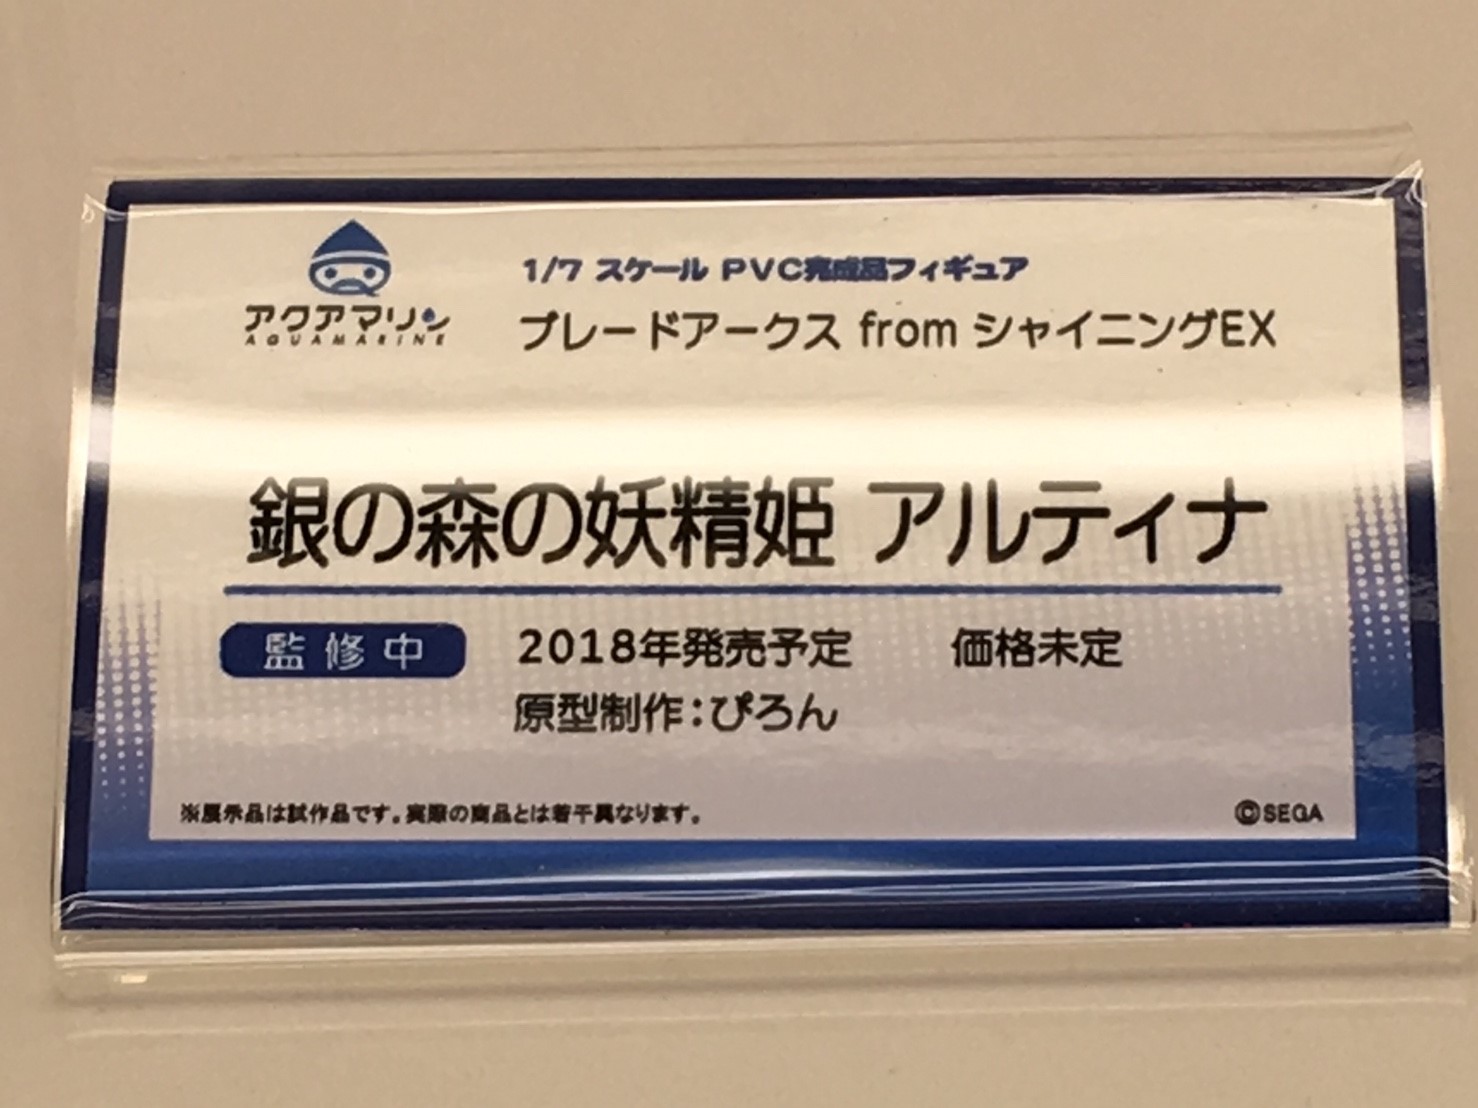 アクアマリン
AQUAMARINE
1/7 スケール PVC完成品フィギュア
ブレードアークス from シャイニングEX
銀の森の妖精姫 アルティナ
監修中
2018年発売予定 価格未定
原型制作:ぴろん
※展示品は試作品です。実際の商品とは若干異なります。
©SEGA